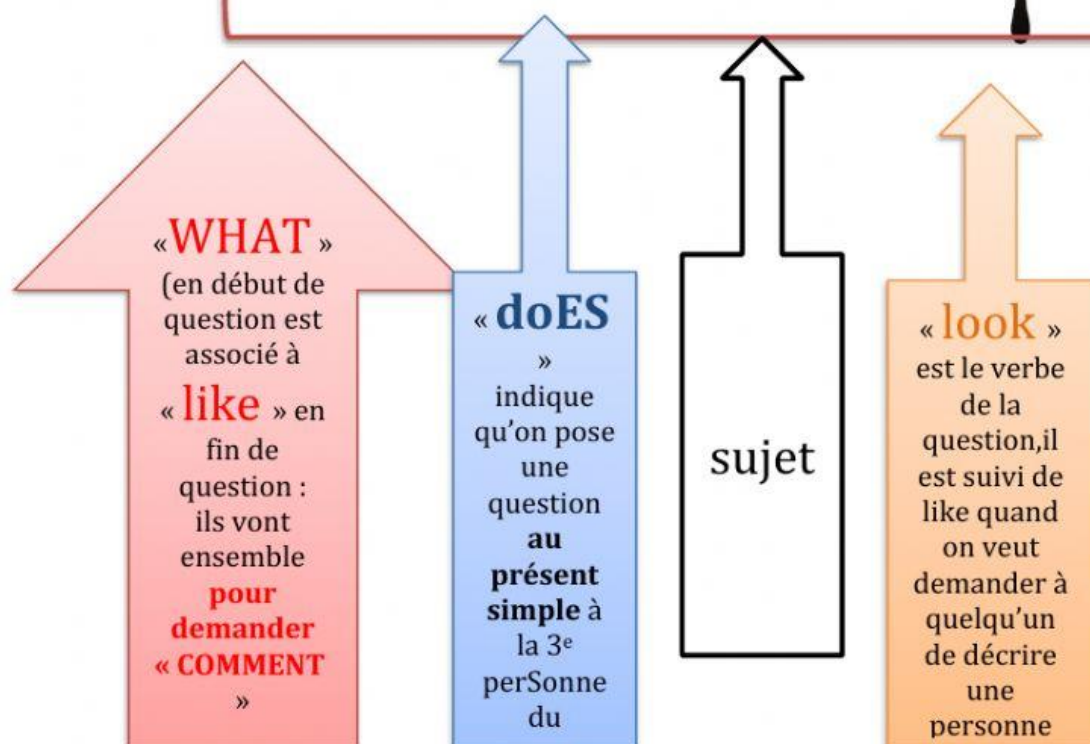 «WHAT »
(en début de
question est
associé à
« like » en
fin de
question :
ils vont
ensemble
pour
demander
« COMMENT
»
« doES
»
indique
qu'on pose
une
question
au
présent
simple à
la 3e
perSonne
du
sujet
« look »
est le verbe
de la
question,il
est suivi de
like quand
on veut
demander à
quelqu'un
de décrire
une
personne